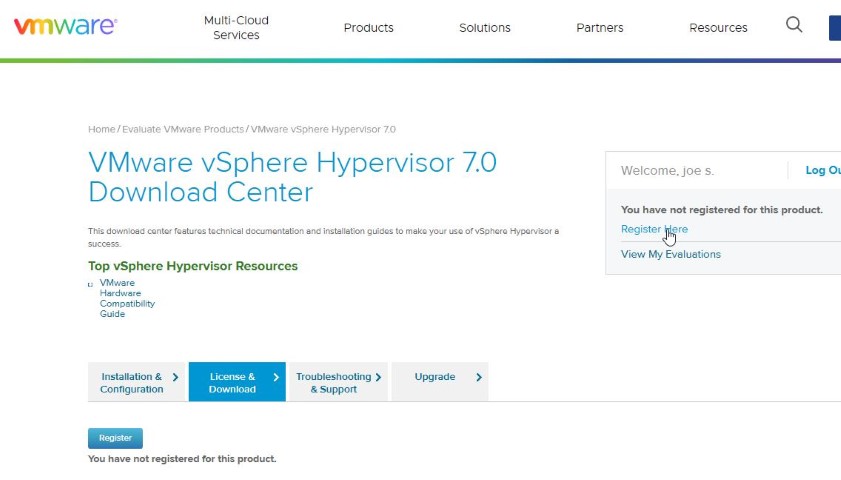 vmware®
Multi-Cloud
Services
Products
Solutions
Partners
Resources
Home / Evaluate VMware Products / VMware vSphere Hypervisor 7.0
VMware vSphere Hypervisor 7.0
Download Center
This download center features technical documentation and installation guides to make your use of vSphere Hypervisor a
success.
Top vSphere Hypervisor Resources
VMware
Hardware
Compatibility
Guide
Welcome, joe s.
Log Ou
You have not registered for this product.
Register Here
View My Evaluations
Installation &
Configuration
License &
Download
Troubleshooting
& Support
Upgrade
Register
You have not registered for this product.